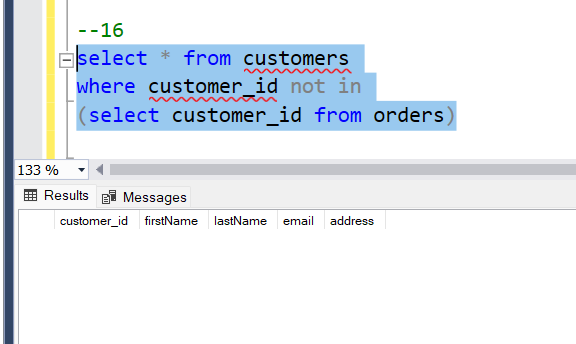 --16
select * from customers
where customer_id not in
(select customer_id from orders)
133 %
Results Messages
customer_id firstName lastName email address